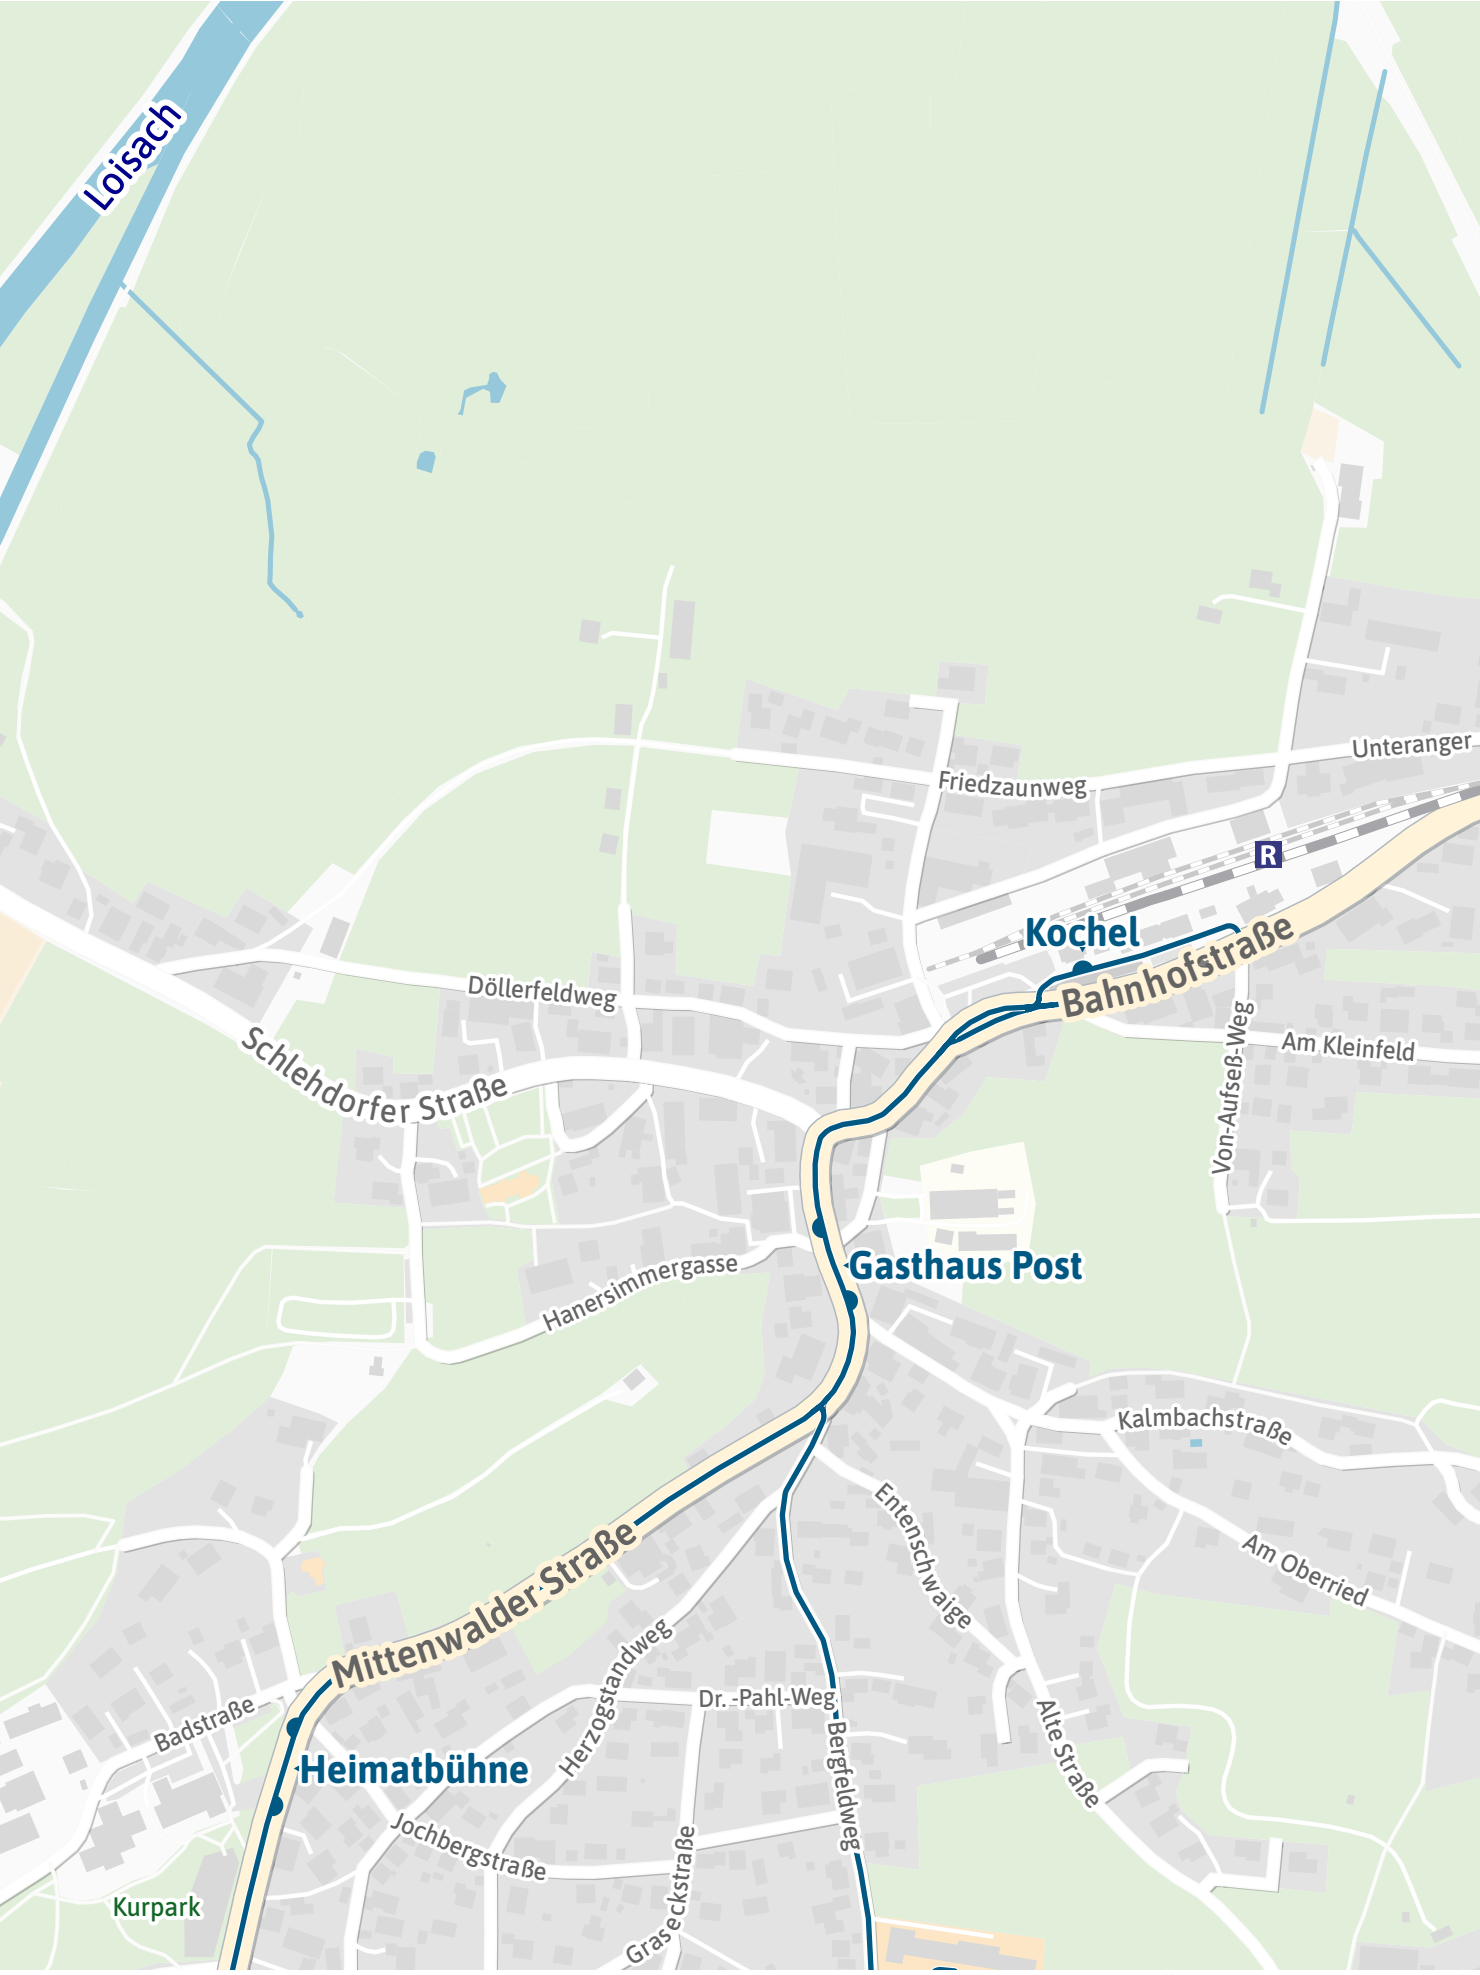 Loisach
Unteranger
Friedzaunweg
R
Kochel
Bahnhofstraße
Döllerfeldweg
Schlehdorfer Straße
Am Kleinfeld
Von-Aufseß-Weg
Gasthaus Post
Hanersimmergasse
Kalmbachstraße
Entenschwaige
Am Oberried
Mittenwalder Straße
Herzogstandweg
Dr.-Pahl-Weg
Badstraße
Bergfeldweg
Alte Straße
Heimatbühne
Jochbergstraße
Graseckstraße
Kurpark